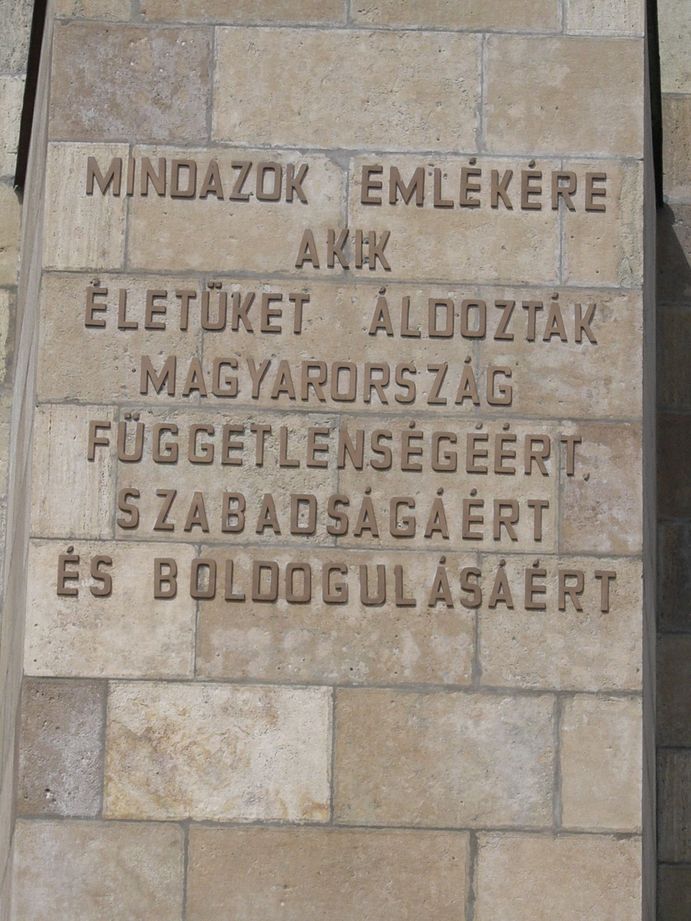 MINDAZOK EMLÉKÉRE
AKIK
ÉLETÜKET ÁLDOZTÁK
MAGYARORSZÁG
FÜGGETLENSÉGÉÉRT,
SZABADSÁGÁÉRT
ÉS BOLDOGULÁSÁÉRT